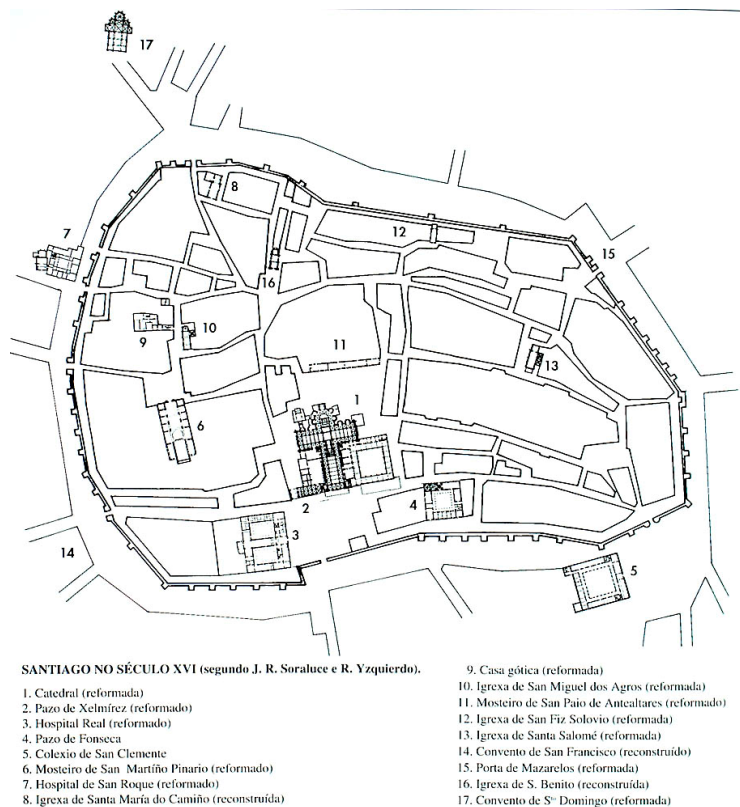 17
8
7
12
15
16
9
10
11
13
1
6
2
4
3
14
5
SANTIAGO NO SÉCULO XVI (segundo J. R. Soraluce e R. Yzquierdo).
1. Catedral (reformada)
2. Pazo de Xelmírez (reformado)
3. Hospital Real (reformado)
4. Pazo de Fonseca
5. Colexio de San Clemente
6. Mosteiro de San Martíño Pinario (reformado)
7. Hospital de San Roque (reformado)
8. Igrexa de Santa María do Camiño (reconstruída)
9. Casa gótica (reformada)
10. Igrexa de San Miguel dos Agros (reformada)
11. Mosteiro de San Paio de Antealtares (reformado)
12. Igrexa de San Fiz Solovio (reformada)
13. Igrexa de Santa Salomé (reformada)
14. Convento de San Francisco (reconstruído)
15. Porta de Mazarelos (reformada)
16. Igrexa de S. Benito (reconstruída)
17. Convento de Sto Domingo (reformada)